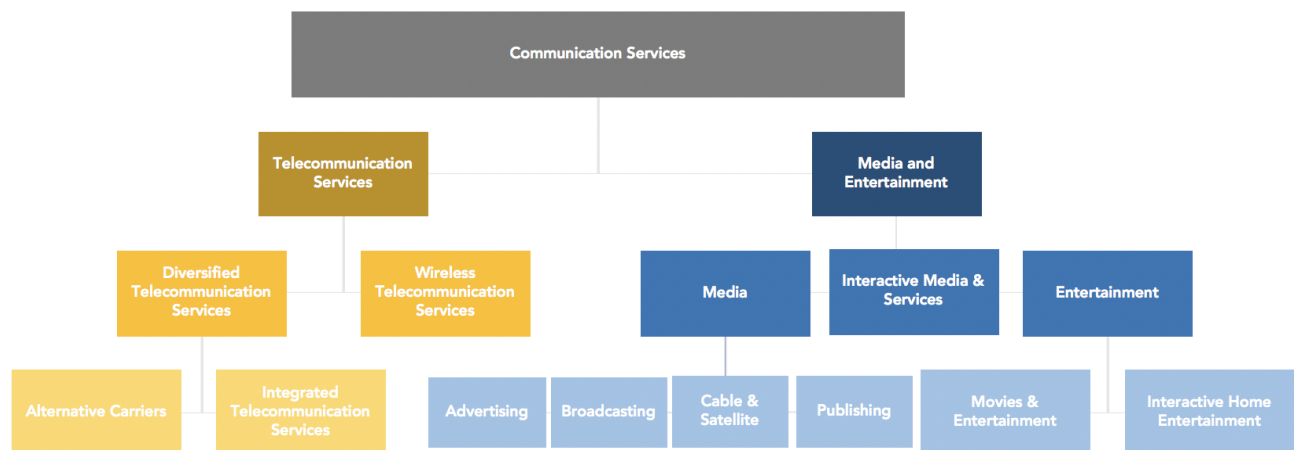 Communication Services
Telecommunication
Services
Media and
Entertainment
Diversified
Telecommunication
Services
Wireless
Telecommunication
Services
Media
Interactive Media &
Services
Entertainment
Alternative Carriers
Integrated
Telecommunication
Services
Advertising
Broadcasting
Cable &
Satellite
Publishing
Movies &
Entertainment
Interactive Home
Entertainment